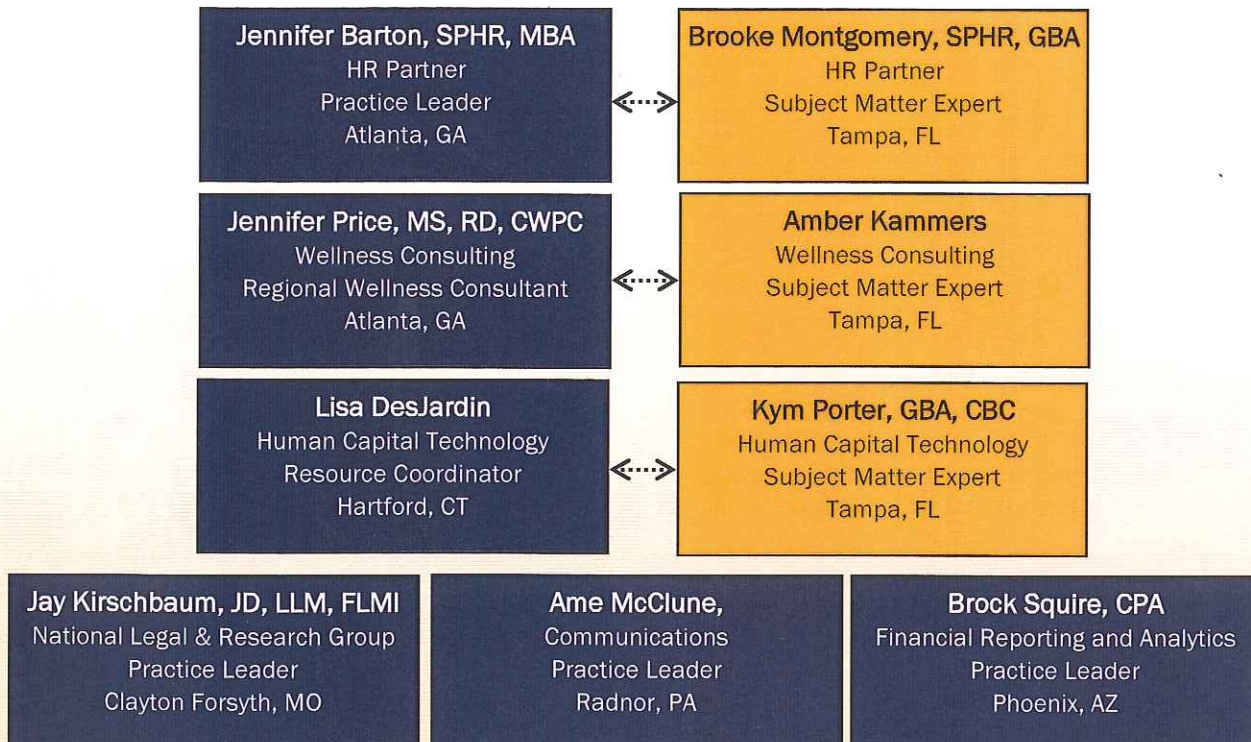 Jennifer Barton, SPHR, MBA
HR Partner
Practice Leader
Atlanta, GA
Brooke Montgomery, SPHR, GBA
HR Partner
Subject Matter Expert
Tampa, FL
Jennifer Price, MS, RD, CWPC
Wellness Consulting
Regional Wellness Consultant
Atlanta, GA
Amber Kammers
Wellness Consulting
Subject Matter Expert
Tampa, FL
Lisa DesJardin
Human Capital Technology
Resource Coordinator
Hartford, CT
Kym Porter, GBA, CBC
Human Capital Technology
Subject Matter Expert
Tampa, FL
Jay Kirschbaum, JD, LLM, FLMI
National Legal & Research Group
Practice Leader
Clayton Forsyth, MO
Ame McClune,
Communications
Practice Leader
Radnor, PA
Brock Squire, CPA
Financial Reporting and Analytics
Practice Leader
Phoenix, AZ